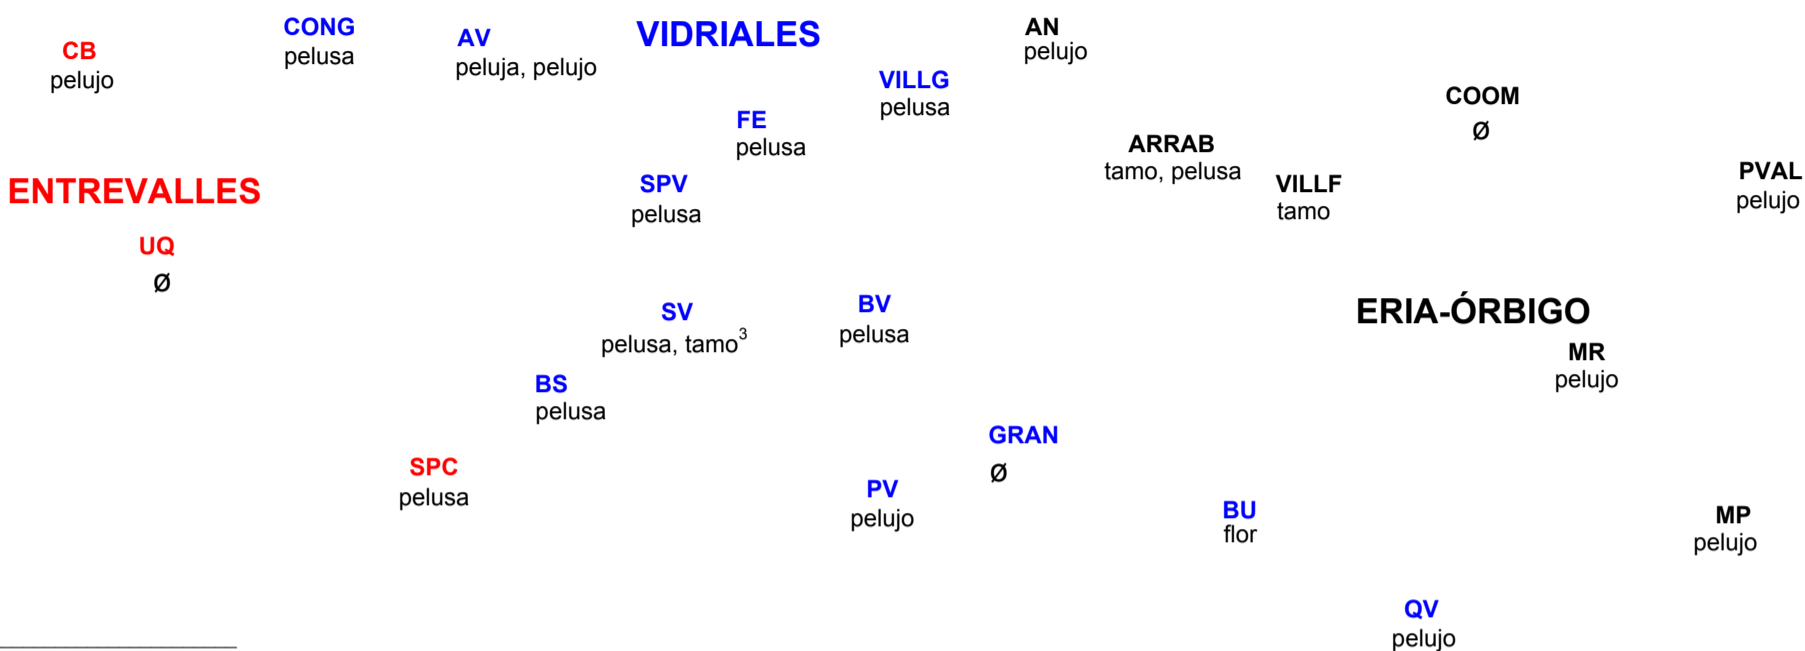 CB
pelujo
CONG
pelusa
AV
peluja, pelujo
VIDRIALES
AN
pelujo
VILLG
pelusa
COOM
Ø
FE
pelusa
ARRAB
tamo, pelusa
VILLF
tamo
PVAL
pelujo
ENTREVALLES
SPV
pelusa
UQ
Ø
SV
pelusa, tamo³
BV
pelusa
ERIA-ÓRBIGO
MR
pelujo
BS
pelusa
GRAN
Ø
SPC
pelusa
PV
pelujo
BU
flor
MP
pelujo
QV
pelujo